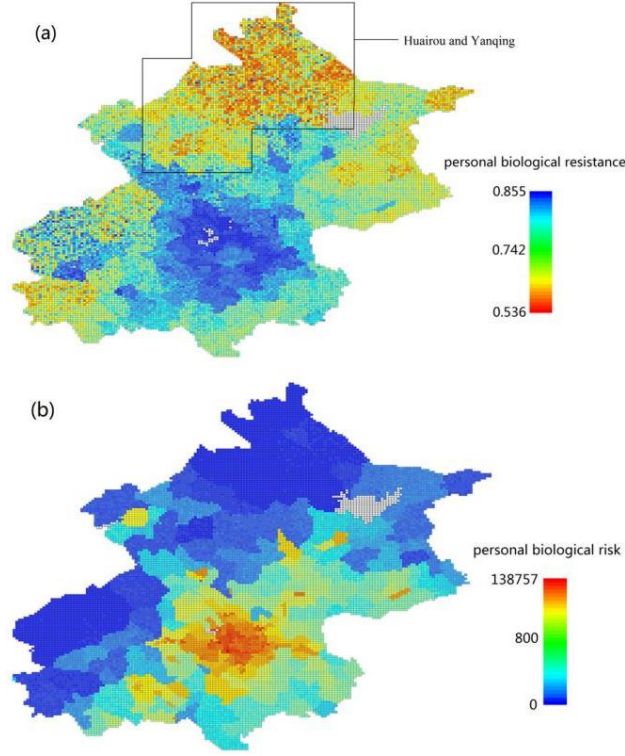 (a)
Huairou and Yanqing
personal biological resistance
0.855
0.742
0.536
(b)
personal biological risk
138757
800
0